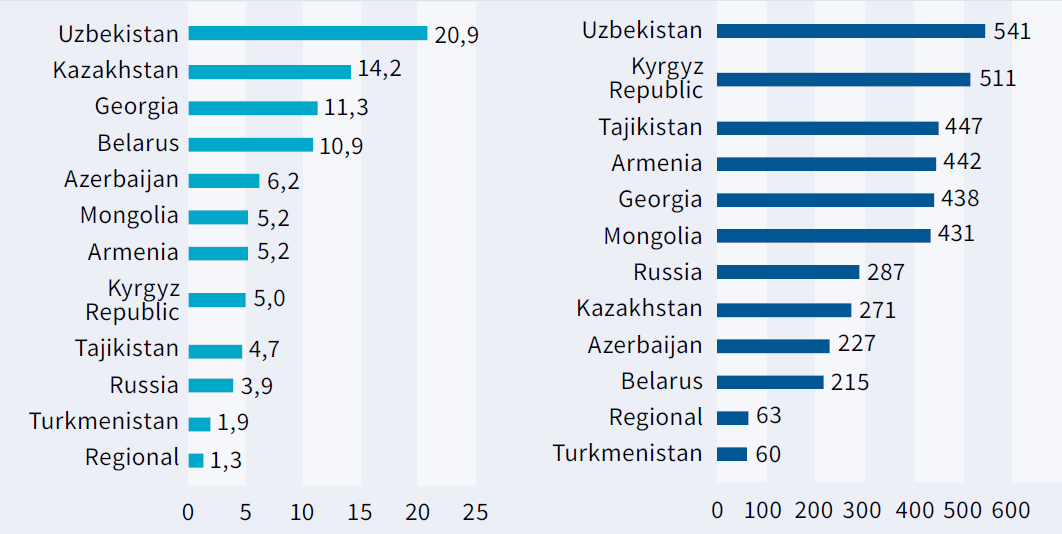 Uzbekistan 20,9
Kazakhstan 14,2
Georgia 11,3
Belarus 10,9
Azerbaijan 6,2
Mongolia 5,2
Armenia 5,2
Kyrgyz
Republic 5,0
Tajikistan 4,7
Russia 3,9
Turkmenistan 1,9
Regional 1,3
0 5 10 15 20 25
Uzbekistan 541
Kyrgyz
Republic 511
Tajikistan 447
Armenia 442
Georgia 438
Mongolia 431
Russia 287
Kazakhstan 271
Azerbaijan 227
Belarus 215
Regional 63
Turkmenistan 60
0 100 200 300 400 500 600